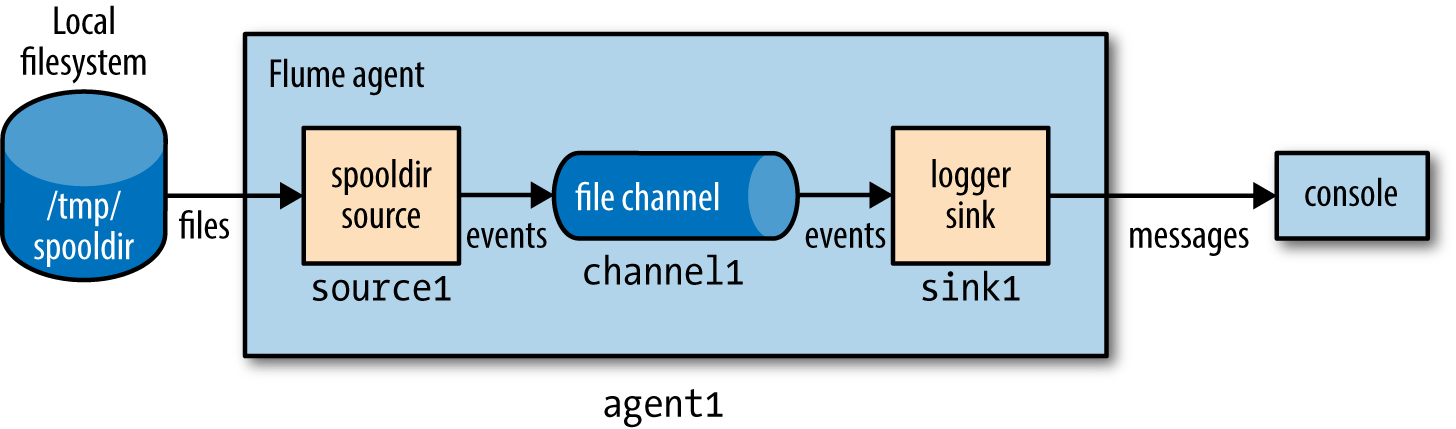 Local
filesystem
/tmp/
spooldir
files
Flume agent
spooldir
source
source1
events
file channel
channel1
events
logger
sink
sink1
messages
console
agent1